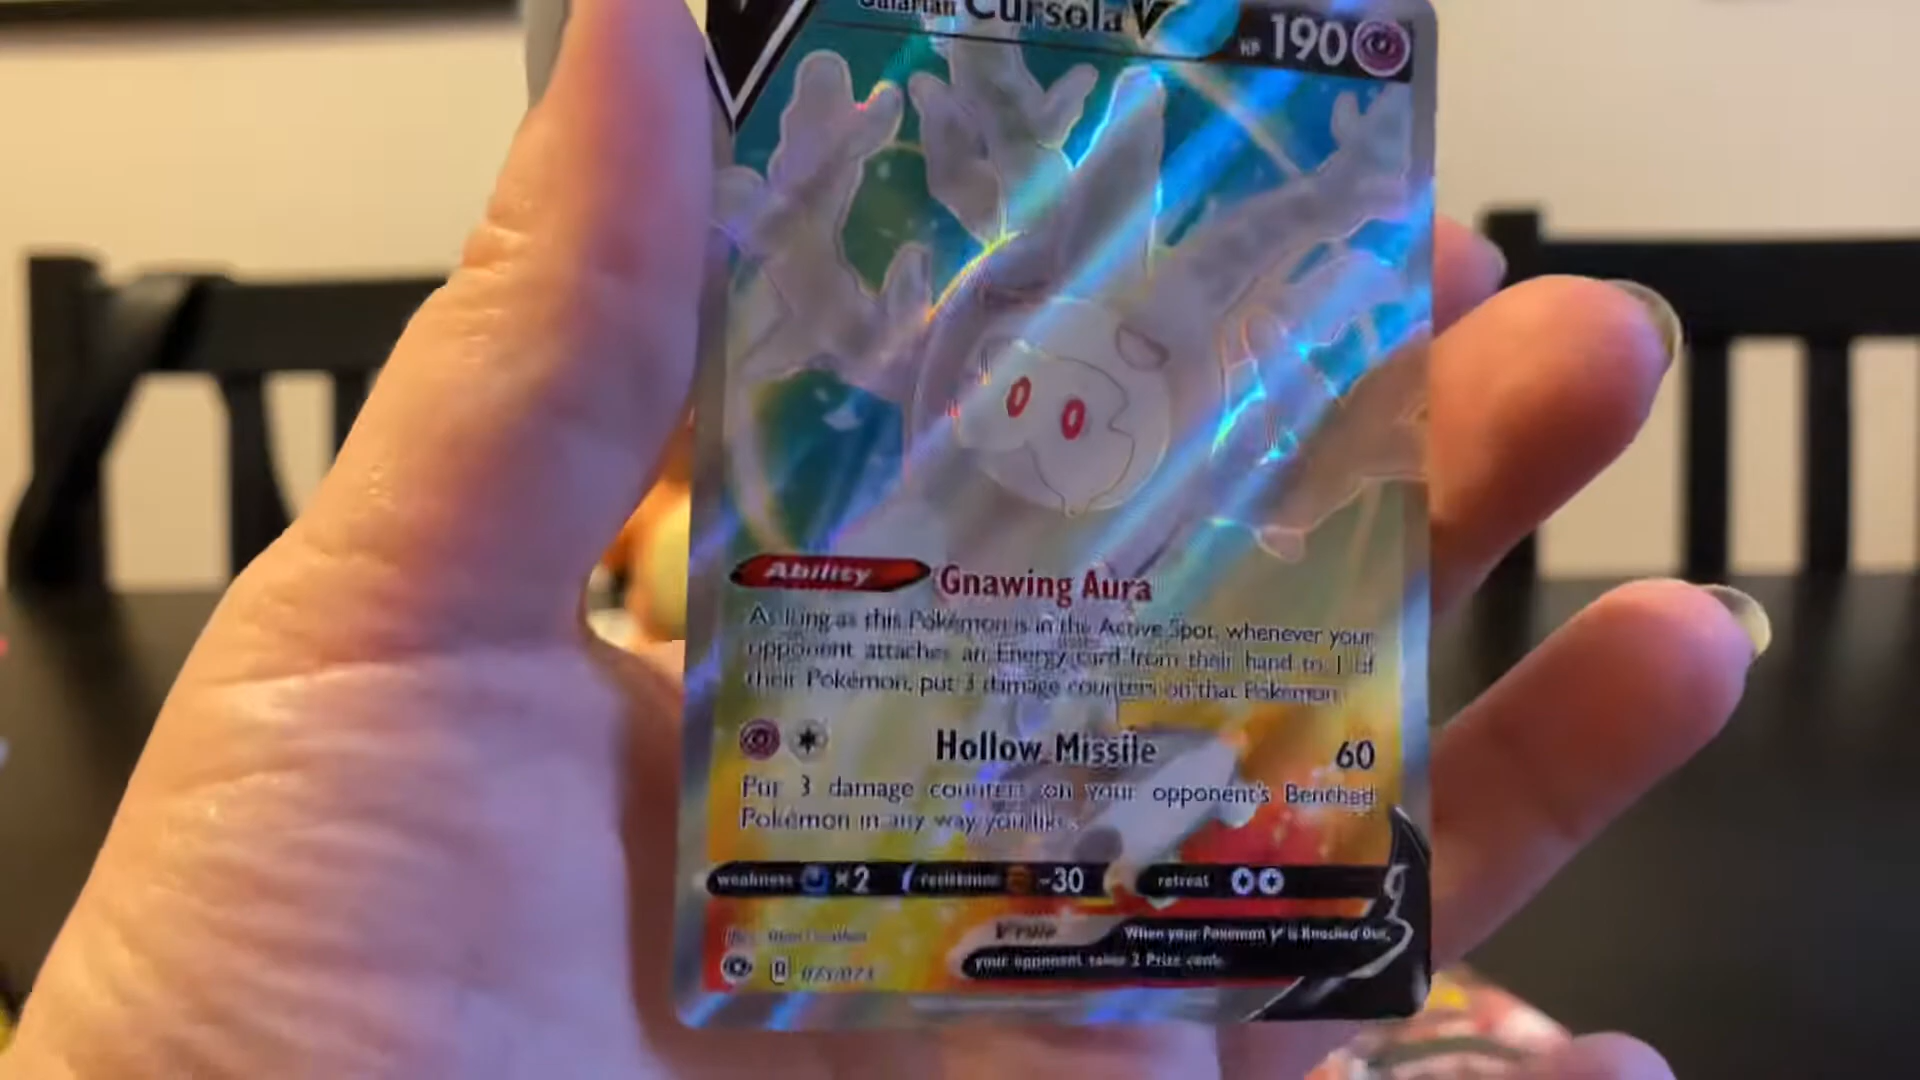 Galarian Cursola V HP 190
Ability Gnawing Aura
As long as this Pokémon is in the Active Spot, whenever your
opponent attaches an Energy card from their hand to 1 of
their Pokémon, put 3 damage counters on that Pokémon.
Hollow Missile 60
Put 3 damage counters on your opponent's Benched
Pokémon in any way you like.
weakness ×2 resistance -30 retreat
V rule When your Pokémon V is Knocked Out,
your opponent takes 2 Prize cards.